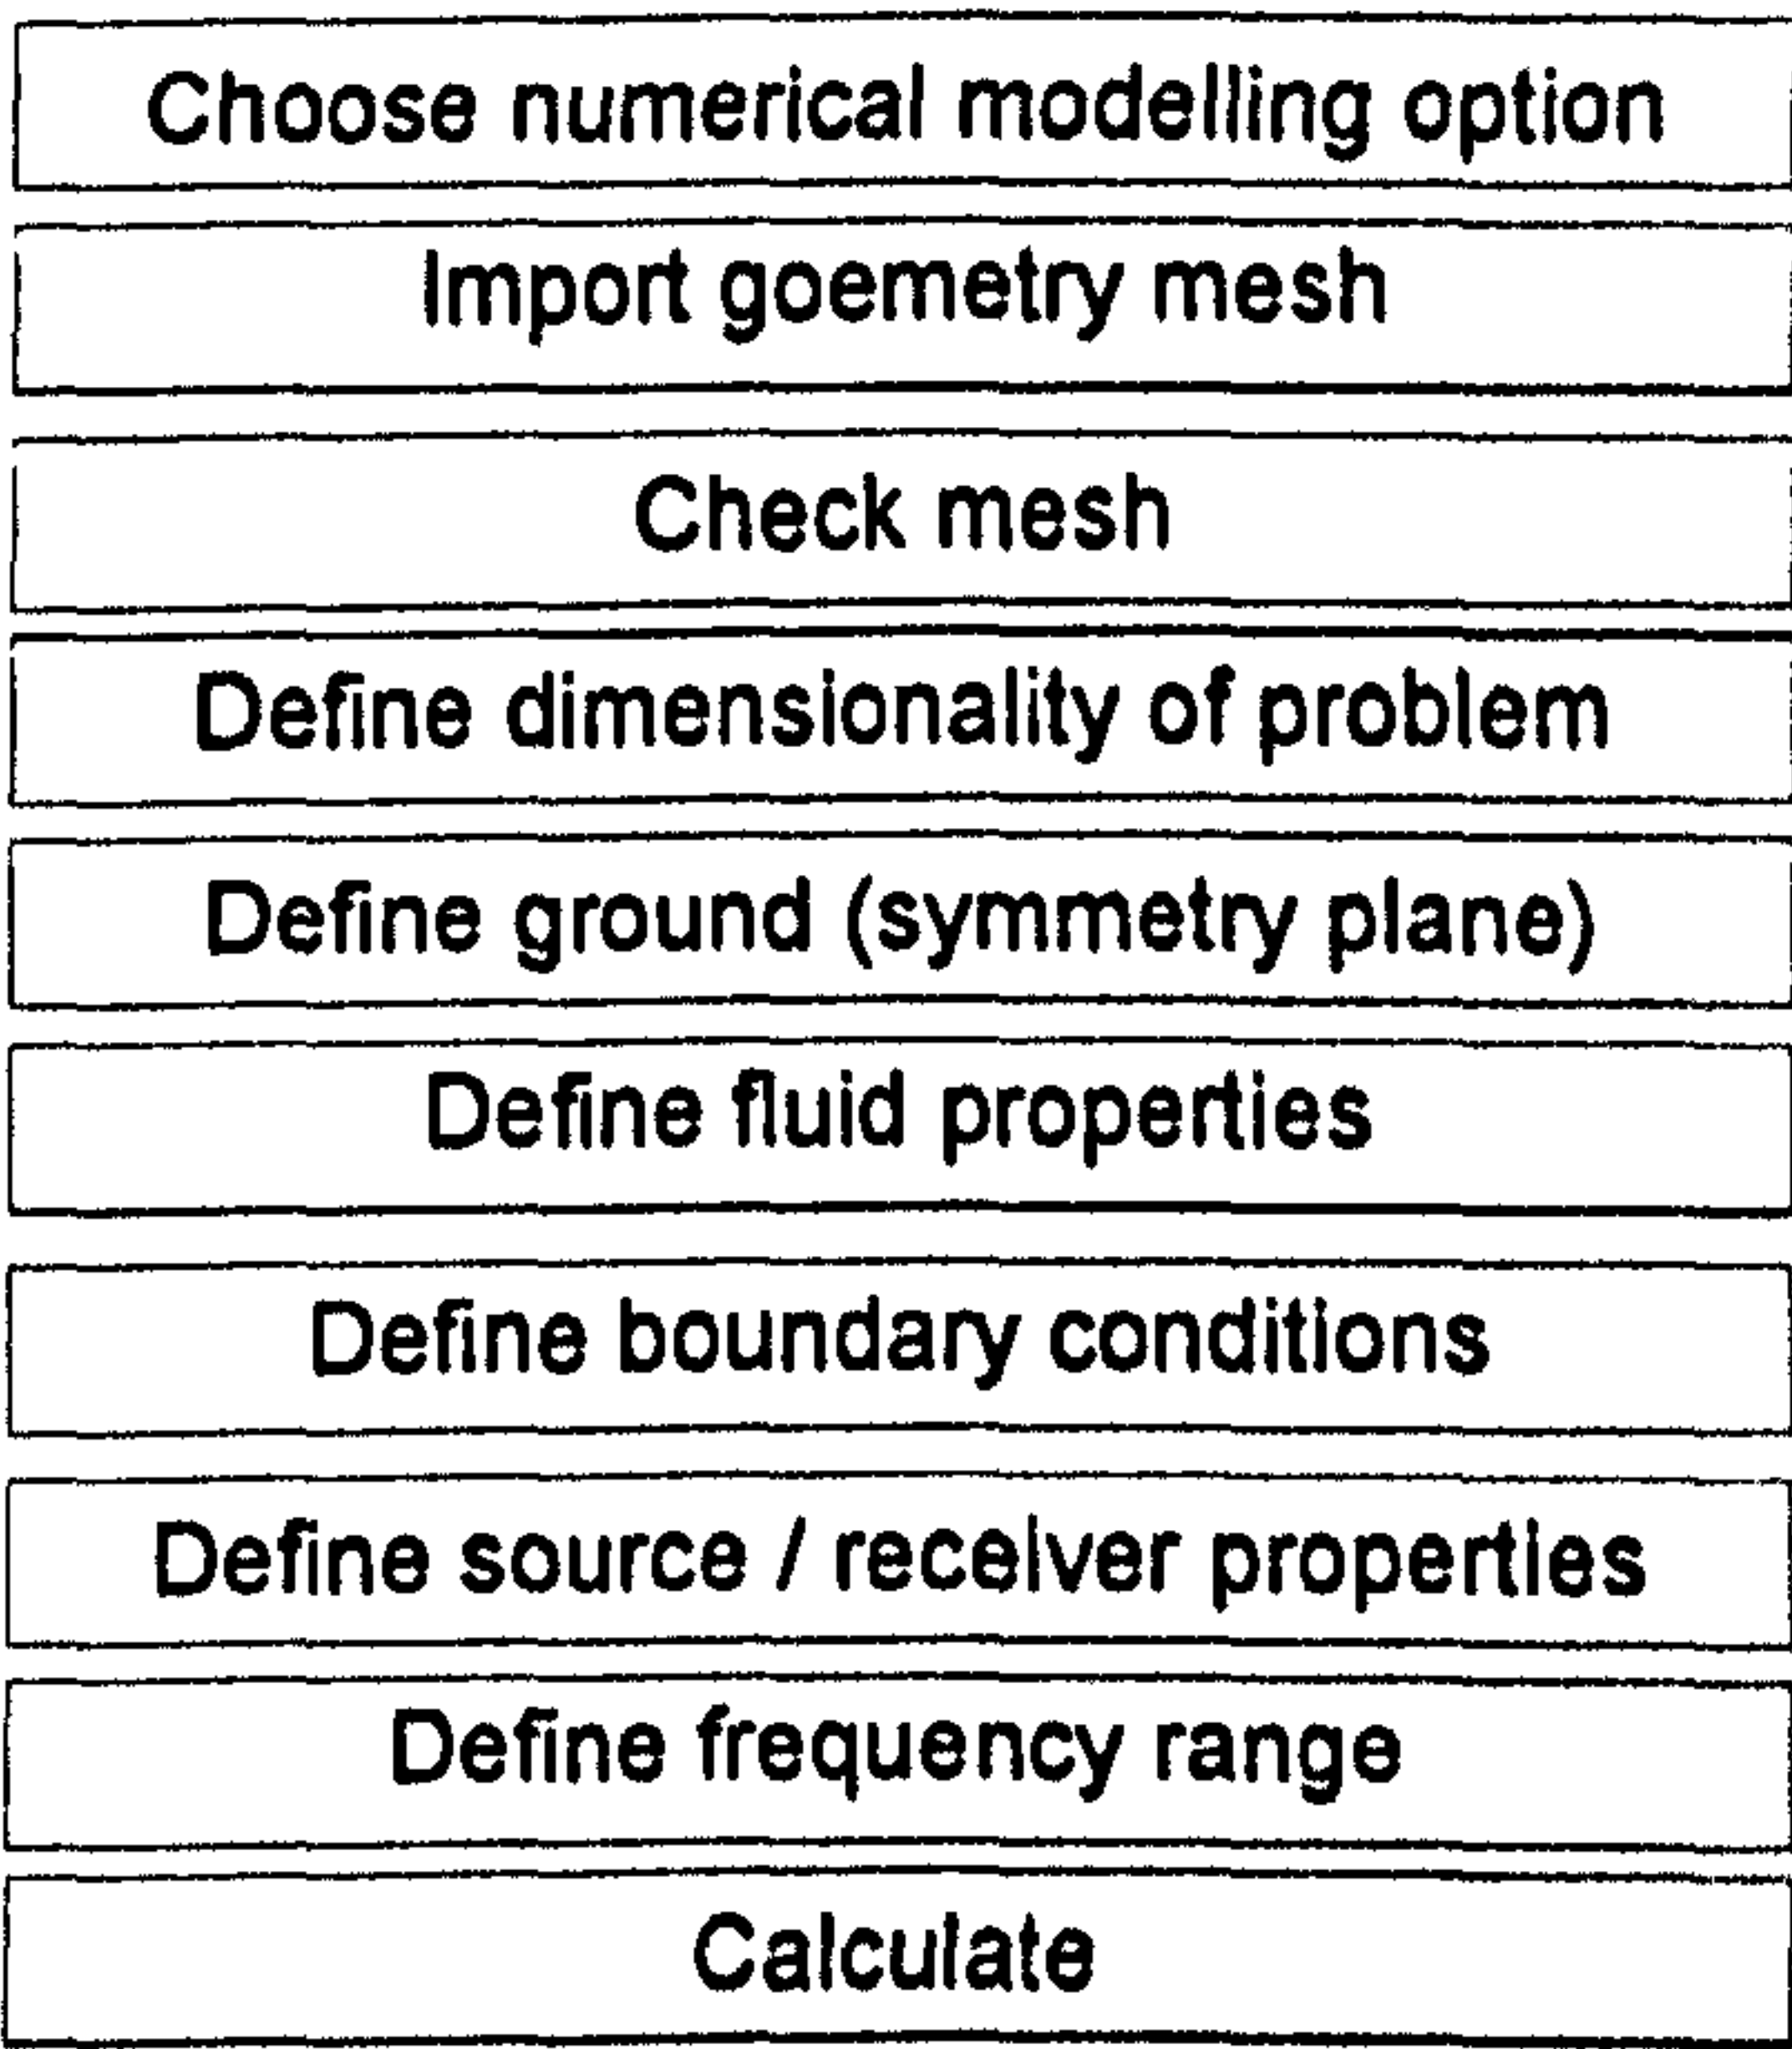 Choose numerical modelling option
Import goemetry mesh
Check mesh
Define dimensionality of problem
Define ground (symmetry plane)
Define fluid properties
Define boundary conditions
Define source / receiver properties
Define frequency range
Calculate